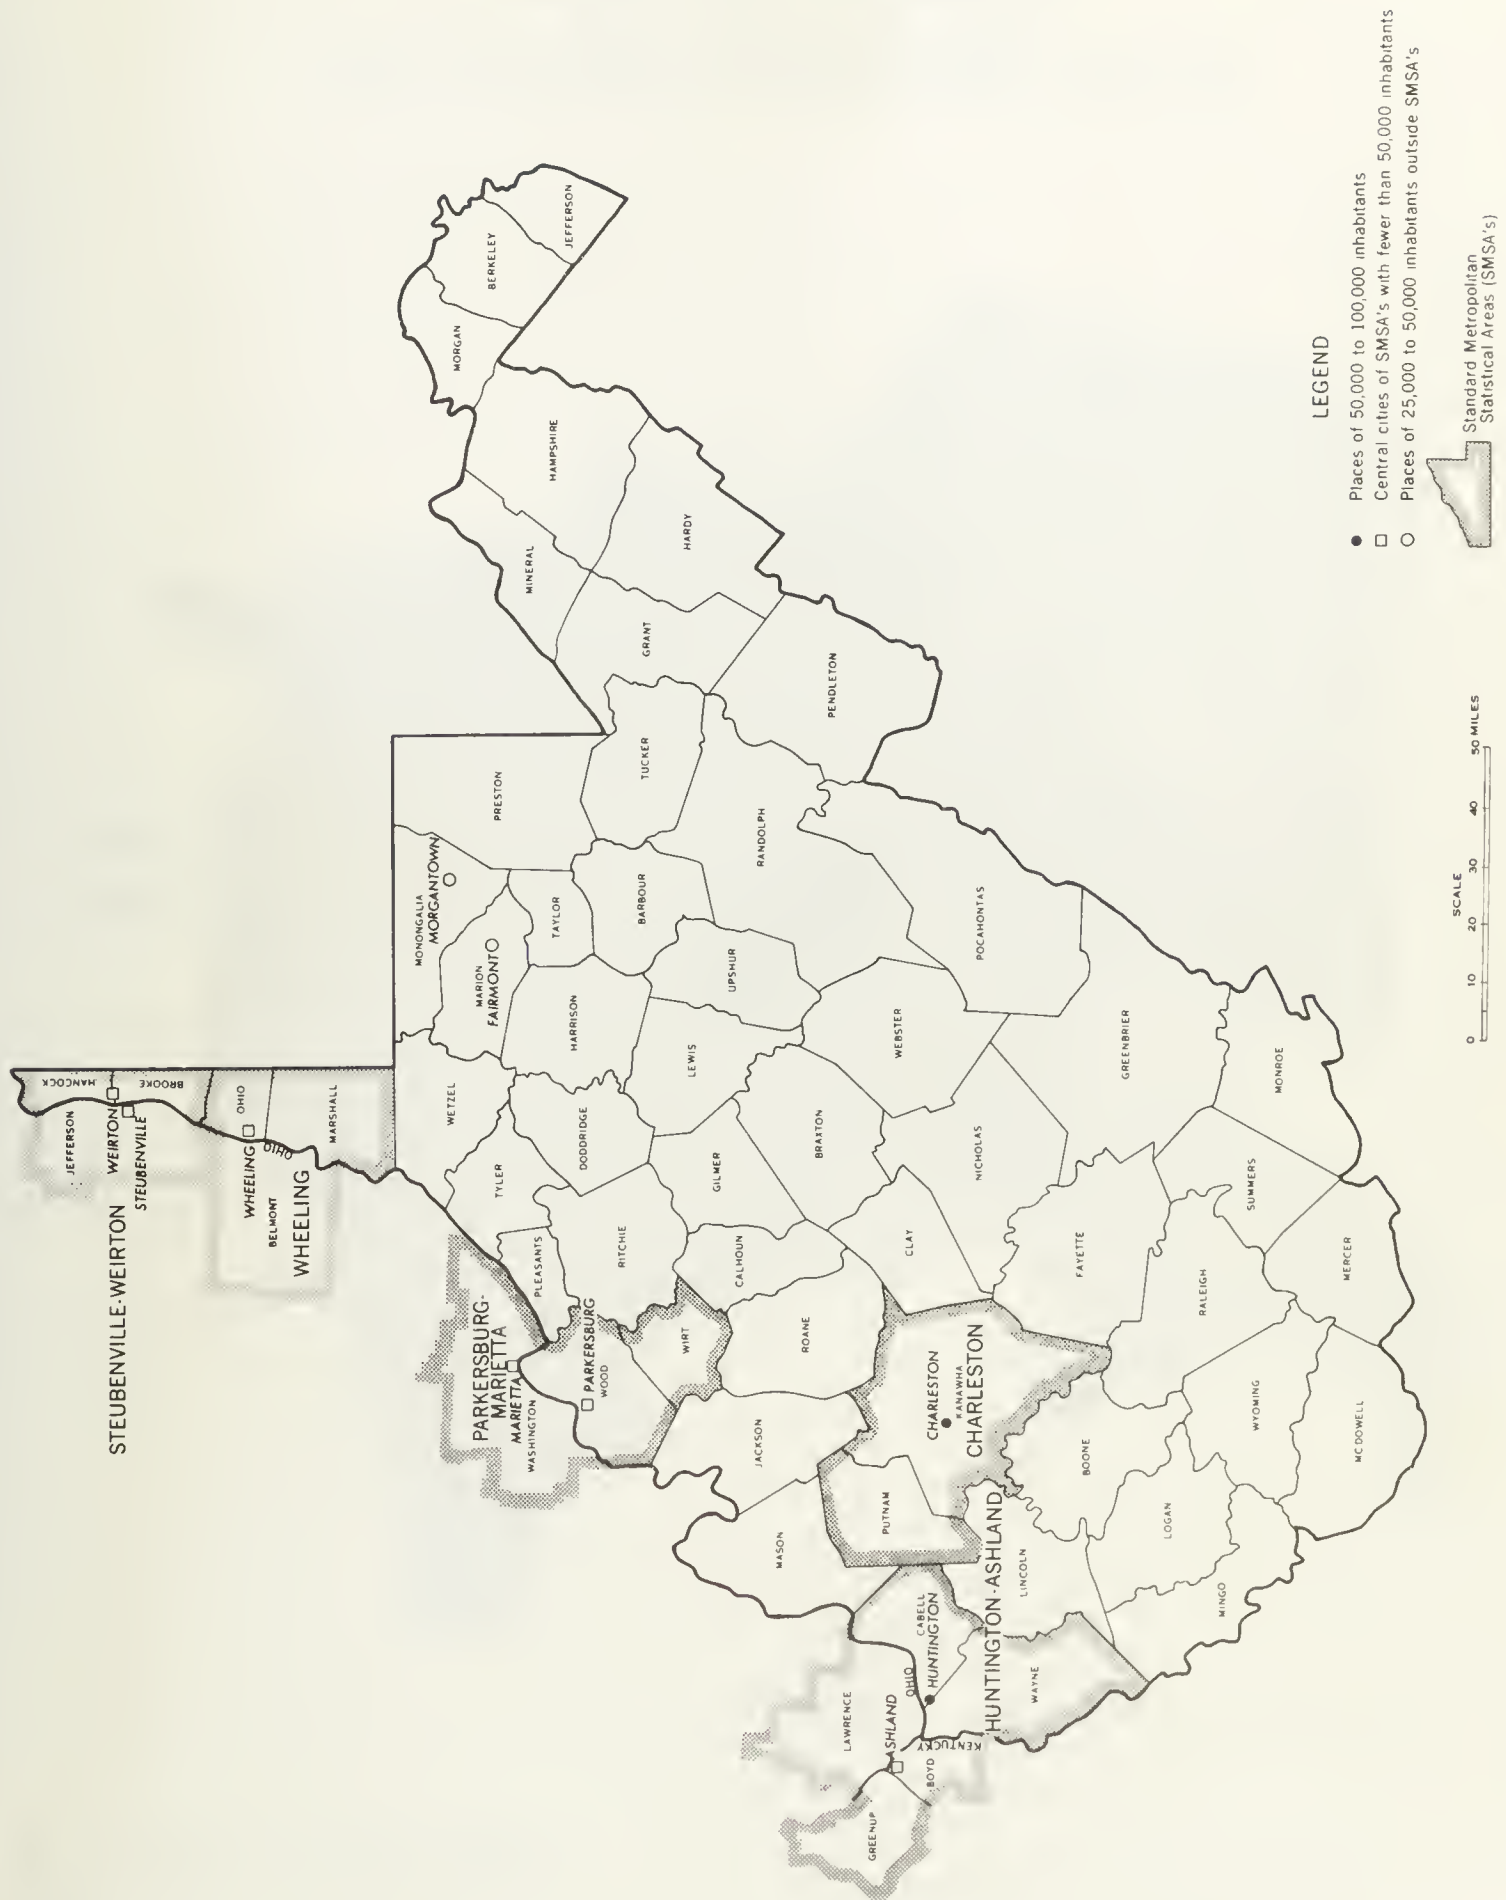 STEUBENVILLE-WEIRTON
JEFFERSON
HANCOCK
WEIRTON
STEUBENVILLE
BROOKE
WHEELING
OHIO
BELMONT
OHIO
WHEELING
MARSHALL
PARKERSBURG-
MARIETTA
MARIETTA
WASHINGTON
PARKERSBURG
WOOD
WIRT
PLEASANTS
TYLER
WETZEL
MONONGALIA
MORGANTOWN
MARION
FAIRMONT
PRESTON
TAYLOR
HARRISON
DODDRIDGE
RITCHIE
BARBOUR
TUCKER
MINERAL
GRANT
HAMPSHIRE
HARDY
MORGAN
BERKELEY
JEFFERSON
PENDLETON
RANDOLPH
UPSHUR
LEWIS
GILMER
CALHOUN
ROANE
JACKSON
MASON
PUTNAM
CHARLESTON
KANAWHA
CHARLESTON
CLAY
BRAXTON
WEBSTER
POCAHONTAS
NICHOLAS
GREENBRIER
FAYETTE
MONROE
SUMMERS
RALEIGH
MERCER
WYOMING
MCDOWELL
BOONE
LOGAN
MINGO
LINCOLN
CABELL
HUNTINGTON
OHIO
HUNTINGTON-ASHLAND
WAYNE
LAWRENCE
ASHLAND
KENTUCKY
BOYD
GREENUP
LEGEND
Places of 50,000 to 100,000 inhabitants
Central cities of SMSA's with fewer than 50,000 inhabitants
Places of 25,000 to 50,000 inhabitants outside SMSA's
Standard Metropolitan
Statistical Areas (SMSA's)
SCALE
0 10 20 30 40 50 MILES